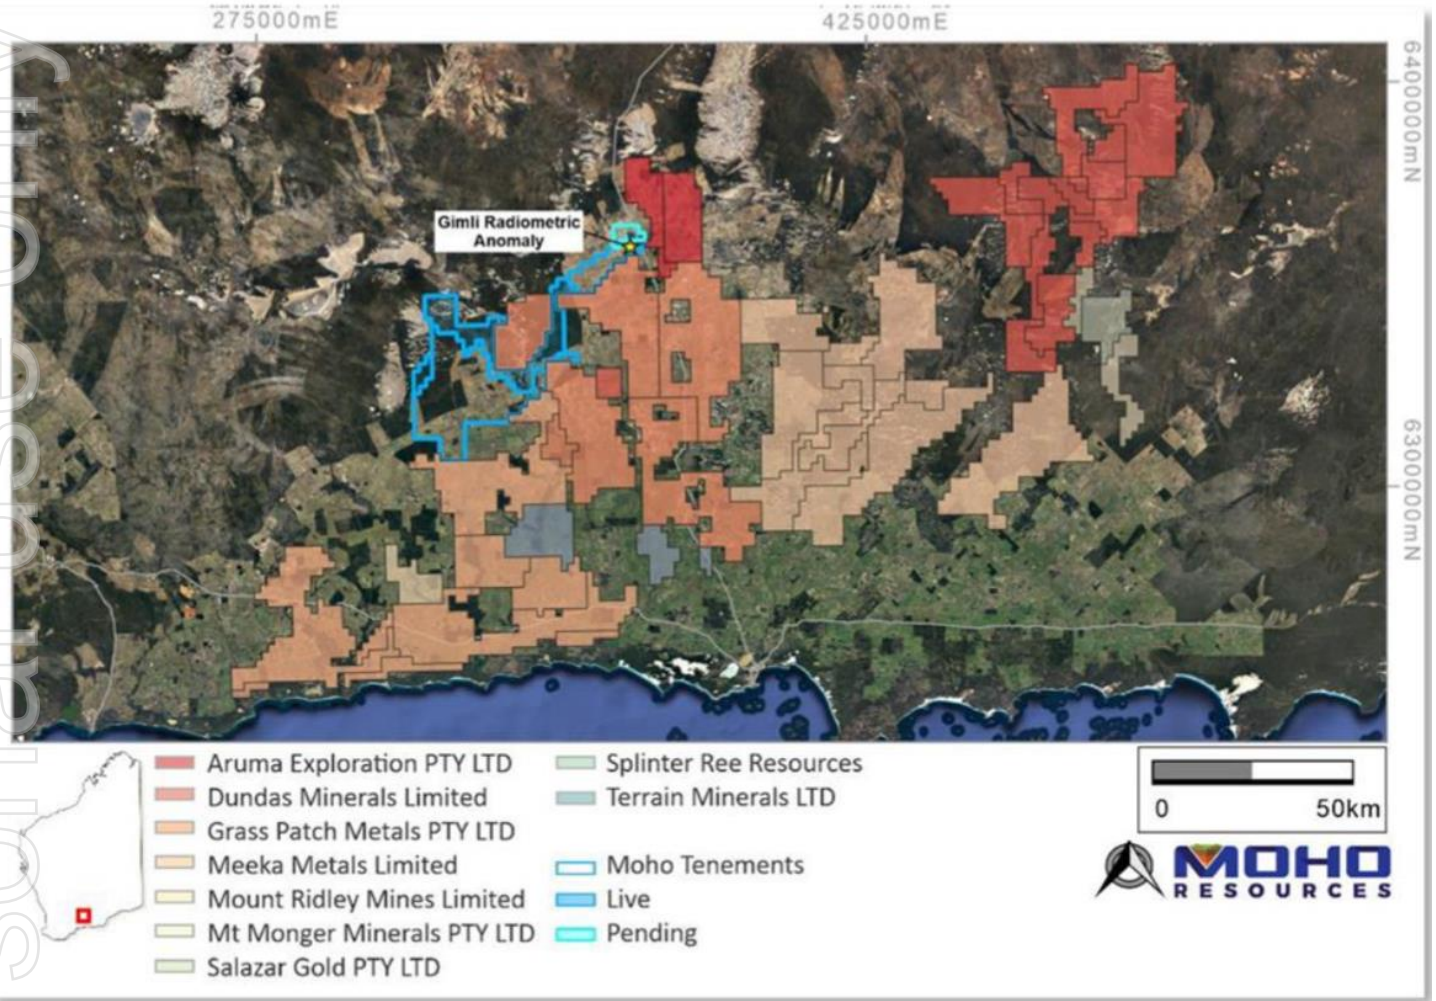 275000mE
425000mE
6400000mN
6300000mN
Gimli Radiometric
Anomaly
Aruma Exploration PTY LTD
Dundas Minerals Limited
Grass Patch Metals PTY LTD
Meeka Metals Limited
Mount Ridley Mines Limited
Mt Monger Minerals PTY LTD
Salazar Gold PTY LTD
Splinter Ree Resources
Terrain Minerals LTD
Moho Tenements
Live
Pending
0 50km
MOHO
RESOURCES